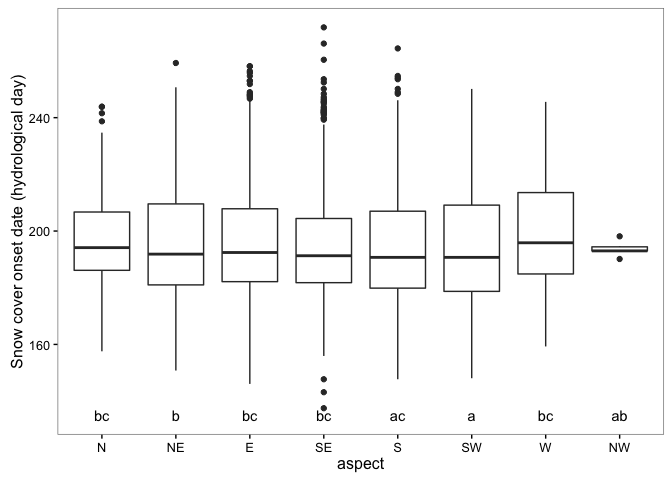 Snow cover onset date (hydrological day)
240
200
160
bc b bc bc ac a bc ab
N NE E SE S SW W NW
aspect